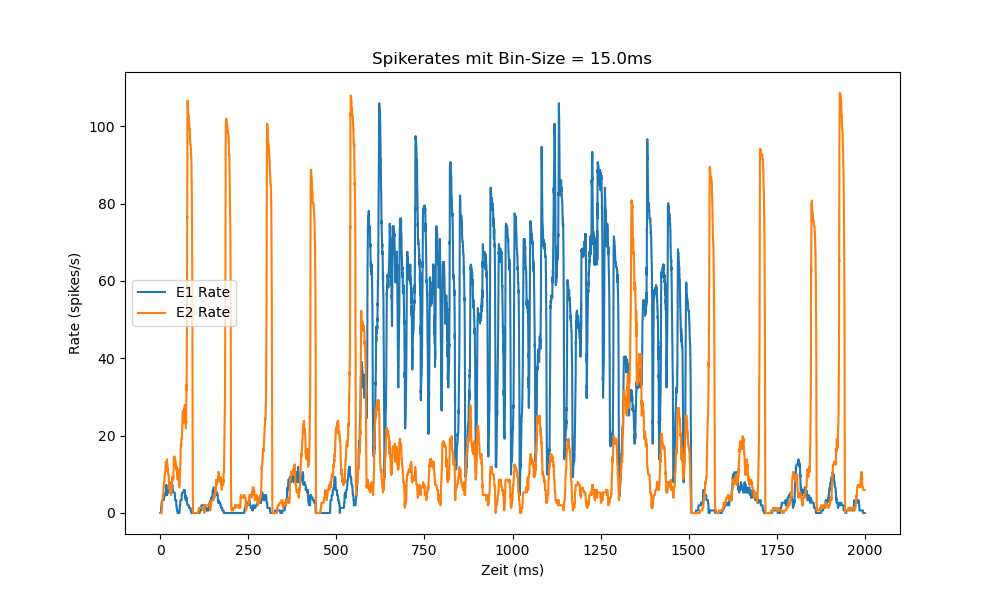 Spikerates mit Bin-Size = 15.0ms
Rate (spikes/s)
100
80
60
40
20
0
E1 Rate
E2 Rate
0 250 500 750 1000 1250 1500 1750 2000
Zeit (ms)